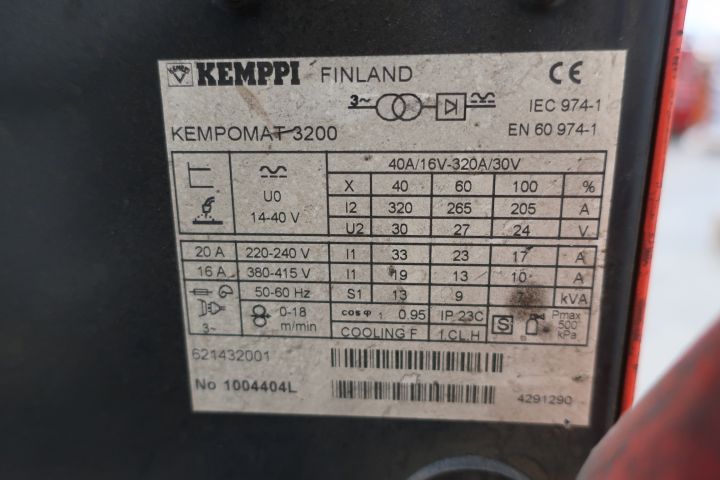 KEMPPI FINLAND CE
3~ IEC 974-1
KEMPOMAT 3200 EN 60 974-1
40A/16V-320A/30V
U0 X 40 60 100 %
14-40 V I2 320 265 205 A
U2 30 27 24 V
20 A 220-240 V I1 33 23 17 A
16 A 380-415 V I1 19 13 10 A
50-60 Hz S1 13 9 7 kVA
3~ 0-18 m/min cos φ 1 0.95 IP 23C S Pmax 500 kPa
COOLING F 1.CL.H
621432001
No 1004404L
4291290